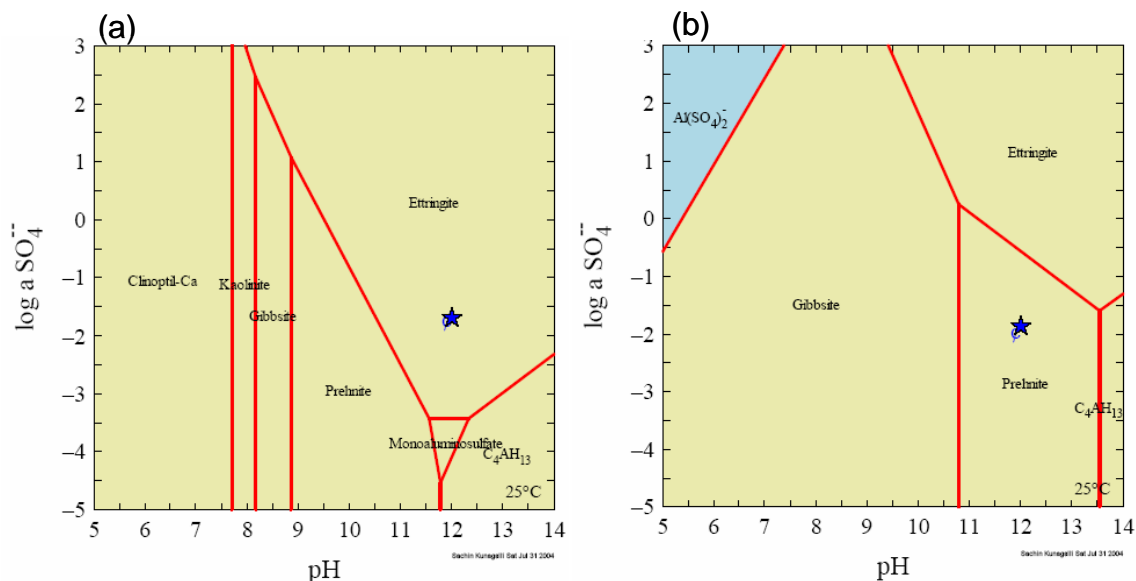 (a)
3
2
1
0
−1
−2
−3
−4
−5
log a SO4--
Ettringite
Clinoptil-Ca
Kaolinite
Gibbsite
Prehnite
Monoaluminosulfate
C4AH13
25°C
5 6 7 8 9 10 11 12 13 14
pH
Sachin Kunagalli Sat Jul 31 2004
(b)
3
2
1
0
−1
−2
−3
−4
−5
log a SO4--
Al(SO4)2-
Ettringite
Gibbsite
Prehnite
C4AH13
25°C
5 6 7 8 9 10 11 12 13 14
pH
Sachin Kunagalli Sat Jul 31 2004